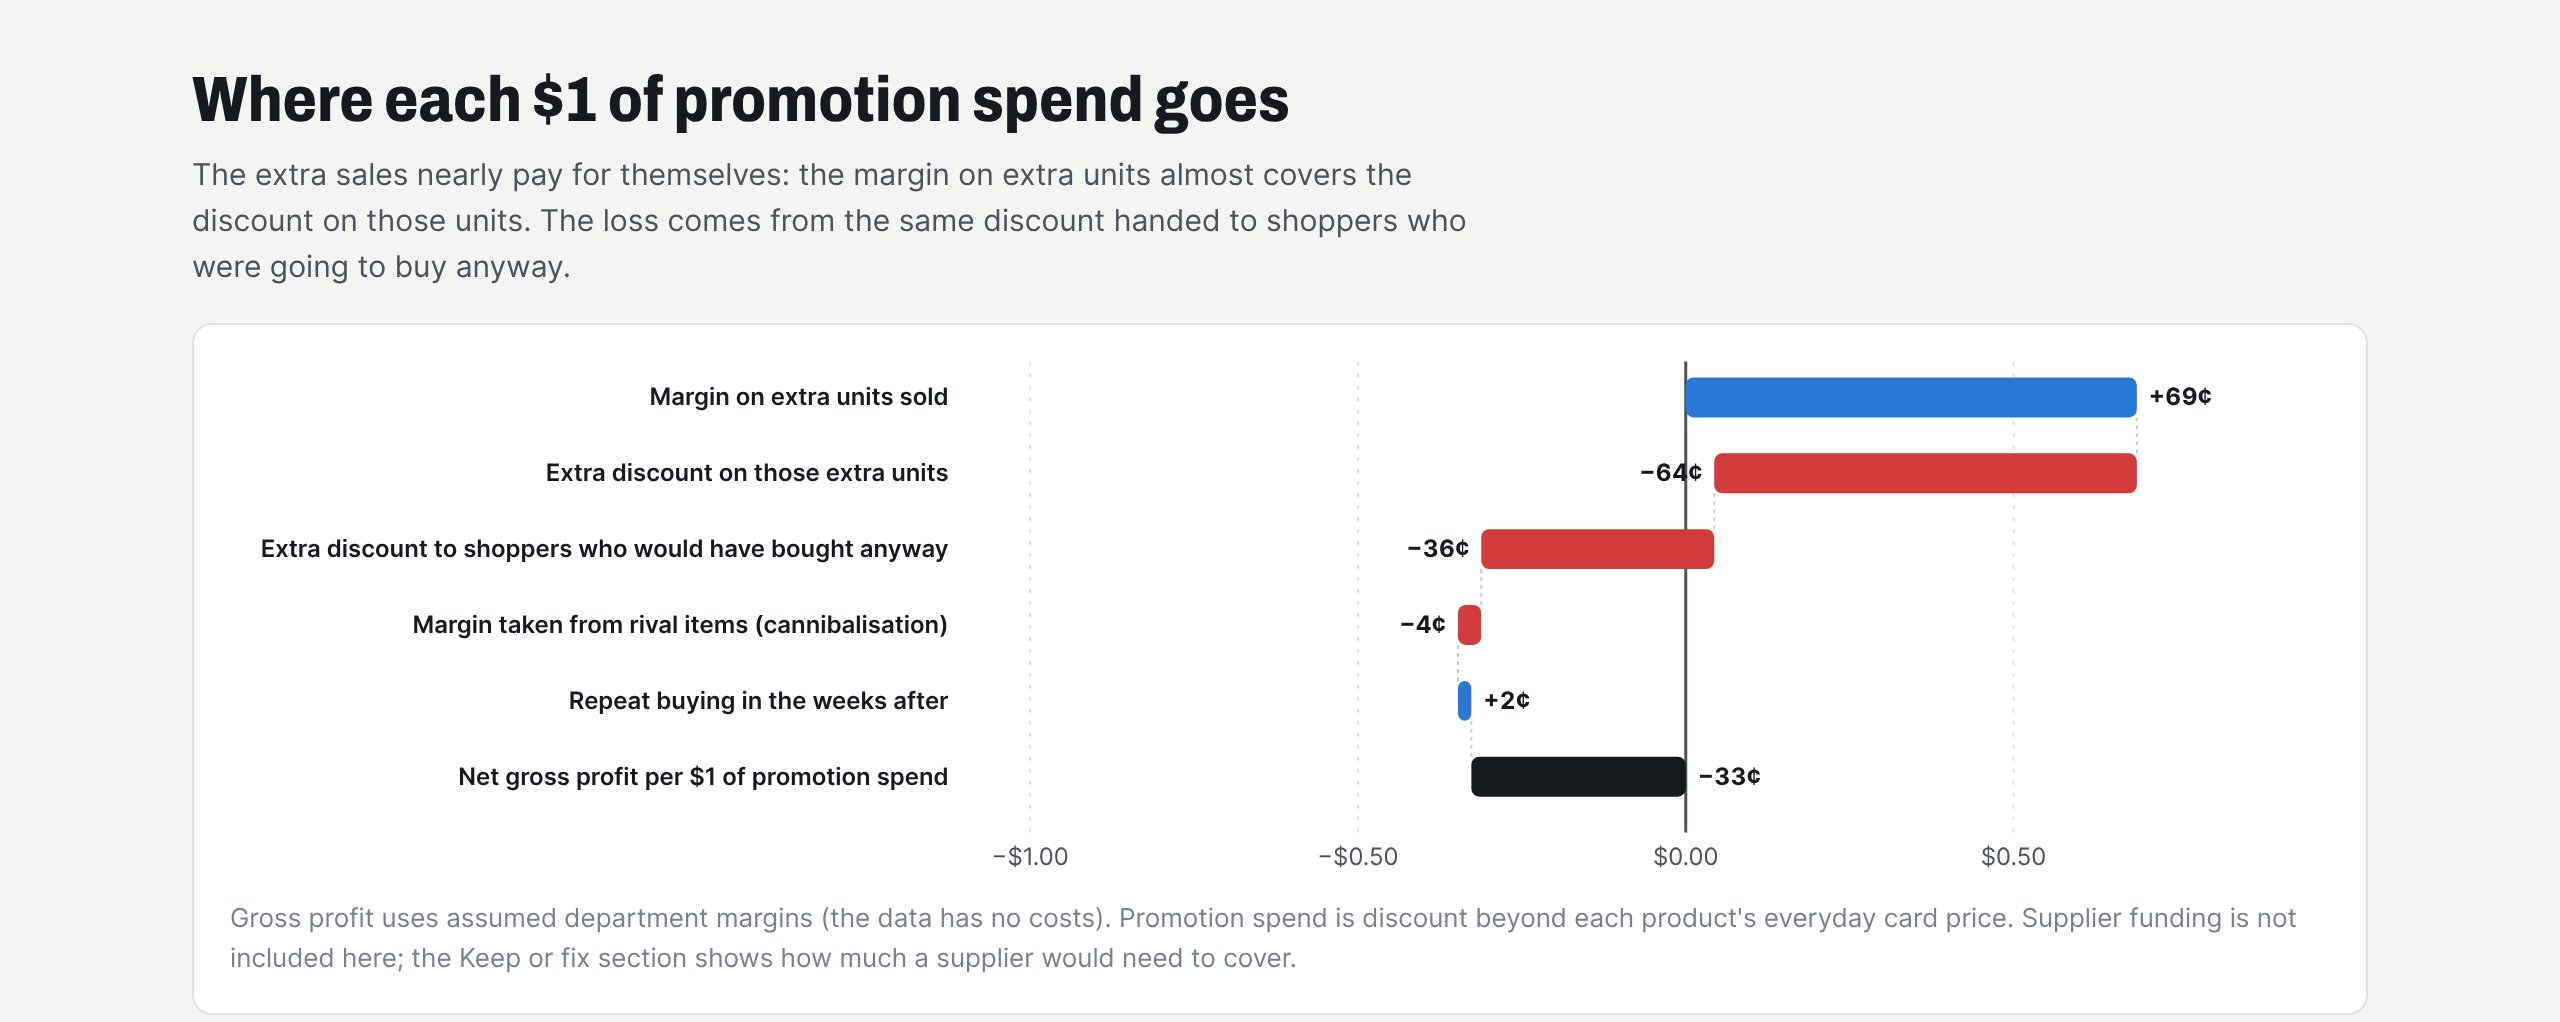 Where each $1 of promotion spend goes
The extra sales nearly pay for themselves: the margin on extra units almost covers the
discount on those units. The loss comes from the same discount handed to shoppers who
were going to buy anyway.
Margin on extra units sold
+69¢
Extra discount on those extra units
−64¢
Extra discount to shoppers who would have bought anyway
−36¢
Margin taken from rival items (cannibalisation)
−4¢
Repeat buying in the weeks after
+2¢
Net gross profit per $1 of promotion spend
−33¢
−$1.00
−$0.50
$0.00
$0.50
Gross profit uses assumed department margins (the data has no costs). Promotion spend is discount beyond each product's everyday card price. Supplier funding is not
included here; the Keep or fix section shows how much a supplier would need to cover.